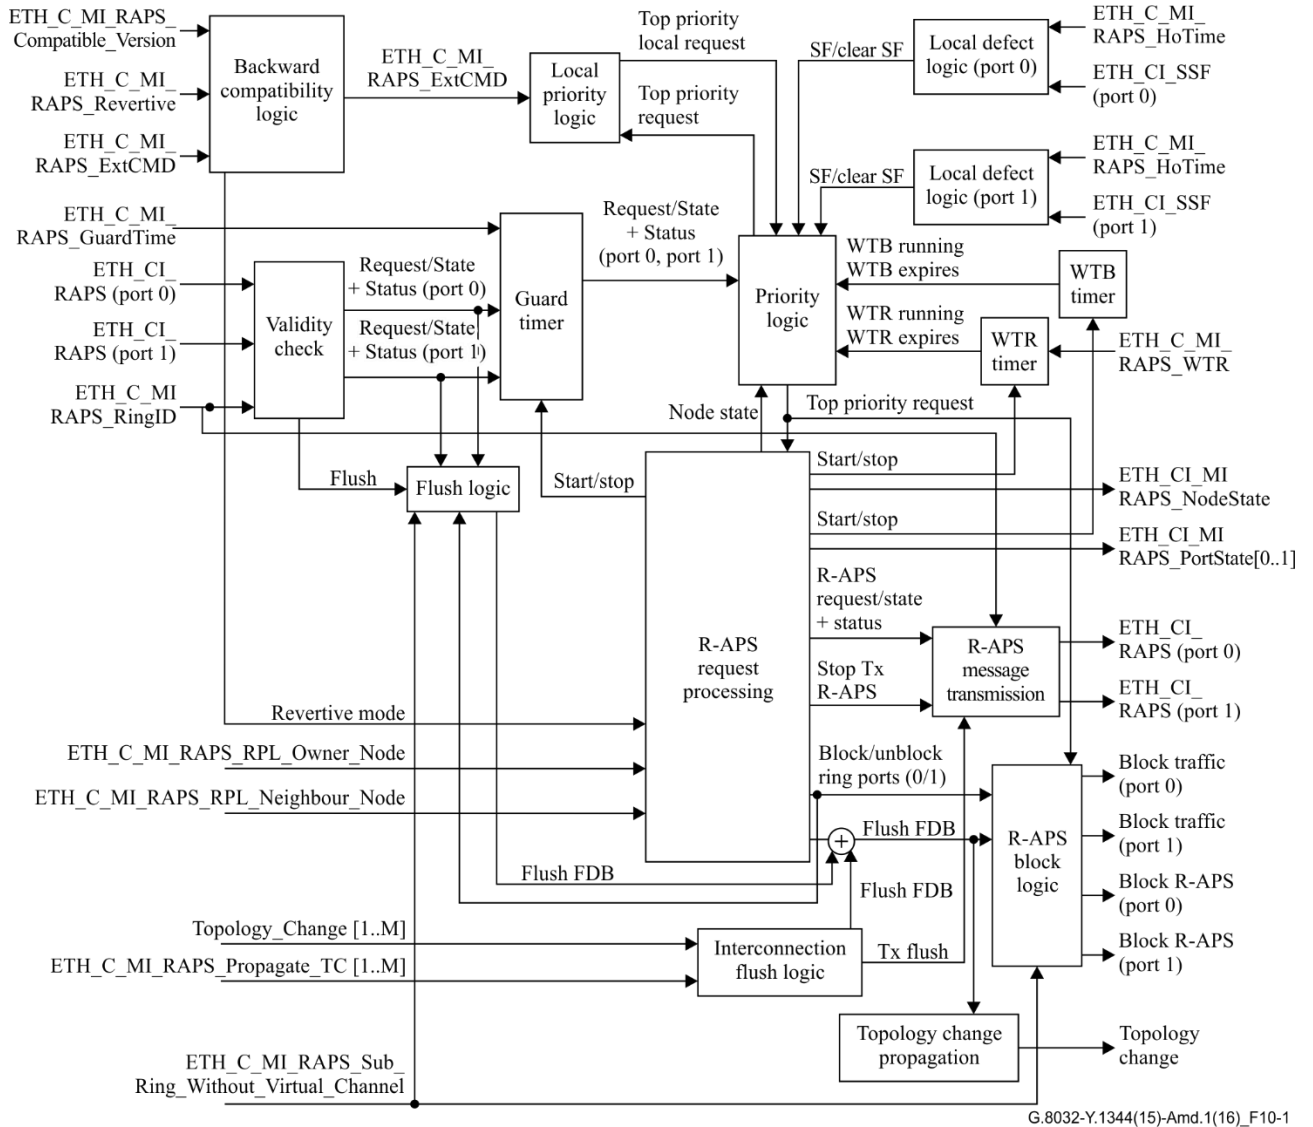 ETH_C_MI_RAPS_
Compatible_Version
ETH_C_MI_
RAPS_Revertive
ETH_C_MI_
RAPS_ExtCMD
Backward
compatibility
logic
ETH_C_MI_
RAPS_ExtCMD
Local
priority
logic
Top priority
local request
Top priority
request
SF/clear SF
Local defect
logic (port 0)
ETH_C_MI_
RAPS_HoTime
ETH_CI_SSF
(port 0)
SF/clear SF
Local defect
logic (port 1)
ETH_C_MI_
RAPS_HoTime
ETH_CI_SSF
(port 1)
ETH_C_MI_
RAPS_GuardTime
ETH_CI_
RAPS (port 0)
ETH_CI_
RAPS (port 1)
ETH_C_MI
RAPS_RingID
Validity
check
Request/State
+ Status (port 0)
Request/State
+ Status (port 1)
Guard
timer
Request/State
+ Status
(port 0, port 1)
Priority
logic
WTB running
WTB expires
WTB
timer
WTR running
WTR expires
WTR
timer
ETH_C_MI_
RAPS_WTR
Node state
Top priority request
Flush
Flush logic
Start/stop
Start/stop
ETH_CI_MI
RAPS_NodeState
Start/stop
ETH_CI_MI
RAPS_PortState[0..1]
R-APS
request/state
+ status
R-APS
request
processing
Stop Tx
R-APS
R-APS
message
transmission
ETH_CI_
RAPS (port 0)
ETH_CI_
RAPS (port 1)
Revertive mode
ETH_C_MI_RAPS_RPL_Owner_Node
ETH_C_MI_RAPS_RPL_Neighbour_Node
Block/unblock
ring ports (0/1)
+
Flush FDB
Flush FDB
Flush FDB
R-APS
block
logic
Block traffic
(port 0)
Block traffic
(port 1)
Block R-APS
(port 0)
Block R-APS
(port 1)
Topology_Change [1..M]
ETH_C_MI_RAPS_Propagate_TC [1..M]
Interconnection
flush logic
Tx flush
Topology change
propagation
Topology
change
ETH_C_MI_RAPS_Sub_
Ring_Without_Virtual_Channel
G.8032-Y.1344(15)-Amd.1(16)_F10-1